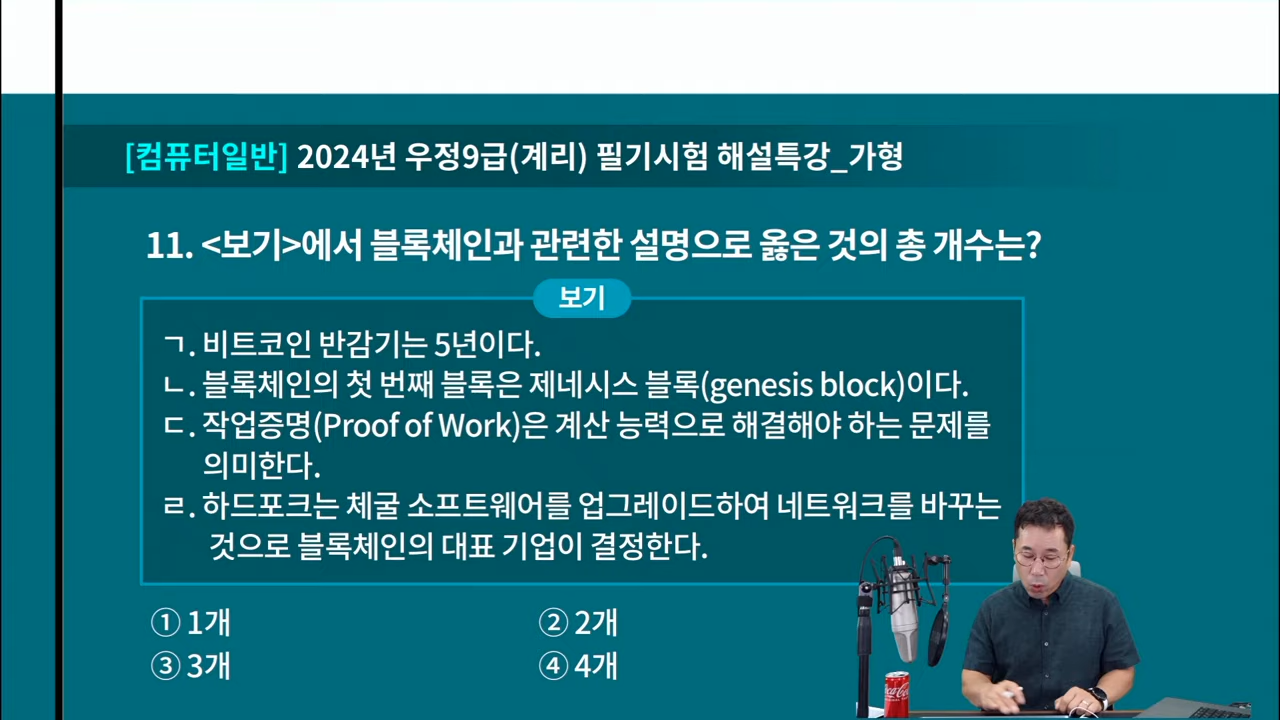 [컴퓨터일반] 2024년 우정9급(계리) 필기시험 해설특강_가형
11. <보기>에서 블록체인과 관련한 설명으로 옳은 것의 총 개수는?
보기
ㄱ. 비트코인 반감기는 5년이다.
ㄴ. 블록체인의 첫 번째 블록은 제네시스 블록(genesis block)이다.
ㄷ. 작업증명(Proof of Work)은 계산 능력으로 해결해야 하는 문제를
의미한다.
ㄹ. 하드포크는 체굴 소프트웨어를 업그레이드하여 네트워크를 바꾸는
것으로 블록체인의 대표 기업이 결정한다.
① 1개 ② 2개
③ 3개 ④ 4개
Coca-Cola